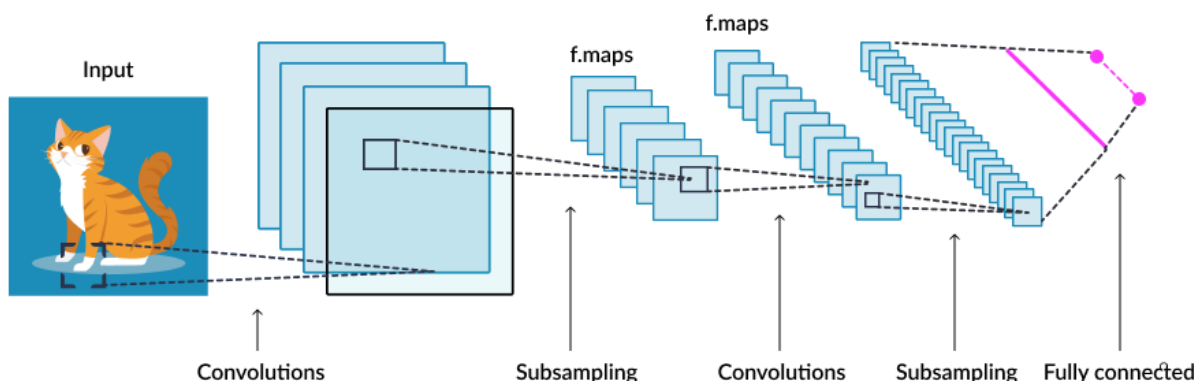 Input
f.maps
f.maps
Convolutions
Subsampling
Convolutions
Subsampling
Fully connected